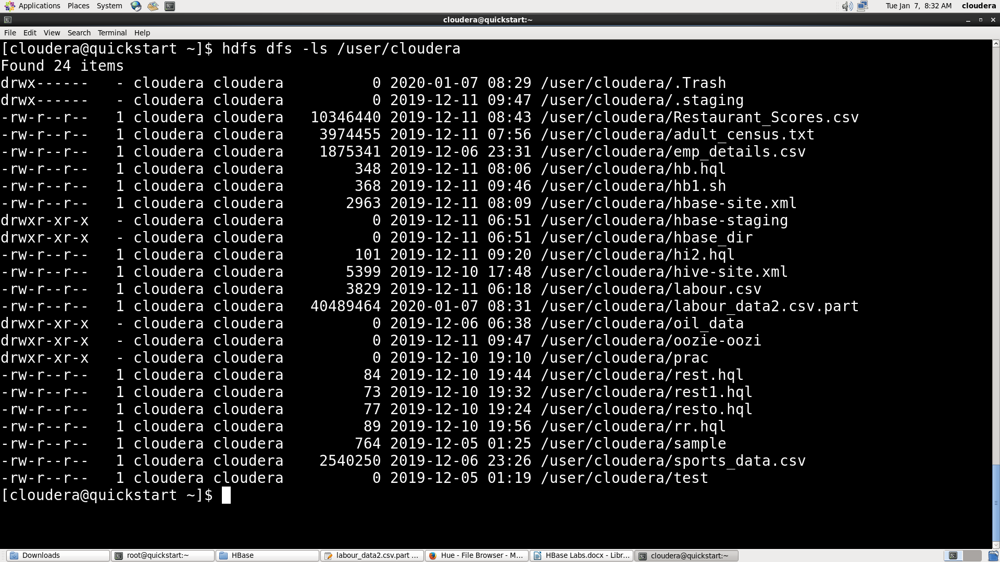 Applications Places System Tue Jan 7, 8:32 AM cloudera
cloudera@quickstart:~
File Edit View Search Terminal Help
[cloudera@quickstart ~]$ hdfs dfs -ls /user/cloudera
Found 24 items
drwx------   - cloudera cloudera          0 2020-01-07 08:29 /user/cloudera/.Trash
drwx------   - cloudera cloudera          0 2019-12-11 09:47 /user/cloudera/.staging
-rw-r--r--   1 cloudera cloudera   10346440 2019-12-11 08:43 /user/cloudera/Restaurant_Scores.csv
-rw-r--r--   1 cloudera cloudera    3974455 2019-12-11 07:56 /user/cloudera/adult_census.txt
-rw-r--r--   1 cloudera cloudera    1875341 2019-12-06 23:31 /user/cloudera/emp_details.csv
-rw-r--r--   1 cloudera cloudera        348 2019-12-11 08:06 /user/cloudera/hb.hql
-rw-r--r--   1 cloudera cloudera        368 2019-12-11 09:46 /user/cloudera/hb1.sh
-rw-r--r--   1 cloudera cloudera       2963 2019-12-11 08:09 /user/cloudera/hbase-site.xml
drwxr-xr-x   - cloudera cloudera          0 2019-12-11 06:51 /user/cloudera/hbase-staging
drwxr-xr-x   - cloudera cloudera          0 2019-12-11 06:51 /user/cloudera/hbase_dir
-rw-r--r--   1 cloudera cloudera        101 2019-12-11 09:20 /user/cloudera/hi2.hql
-rw-r--r--   1 cloudera cloudera       5399 2019-12-10 17:48 /user/cloudera/hive-site.xml
-rw-r--r--   1 cloudera cloudera       3829 2019-12-11 06:18 /user/cloudera/labour.csv
-rw-r--r--   1 cloudera cloudera   40489464 2020-01-07 08:31 /user/cloudera/labour_data2.csv.part
drwxr-xr-x   - cloudera cloudera          0 2019-12-06 06:38 /user/cloudera/oil_data
drwxr-xr-x   - cloudera cloudera          0 2019-12-11 09:47 /user/cloudera/oozie-oozi
drwxr-xr-x   - cloudera cloudera          0 2019-12-10 19:10 /user/cloudera/prac
-rw-r--r--   1 cloudera cloudera         84 2019-12-10 19:44 /user/cloudera/rest.hql
-rw-r--r--   1 cloudera cloudera         73 2019-12-10 19:32 /user/cloudera/rest1.hql
-rw-r--r--   1 cloudera cloudera         77 2019-12-10 19:24 /user/cloudera/resto.hql
-rw-r--r--   1 cloudera cloudera         89 2019-12-10 19:56 /user/cloudera/rr.hql
-rw-r--r--   1 cloudera cloudera        764 2019-12-05 01:25 /user/cloudera/sample
-rw-r--r--   1 cloudera cloudera    2540250 2019-12-06 23:26 /user/cloudera/sports_data.csv
-rw-r--r--   1 cloudera cloudera          0 2019-12-05 01:19 /user/cloudera/test
[cloudera@quickstart ~]$
Downloads root@quickstart:~ HBase labour_data2.csv.part ... Hue - File Browser - M... HBase Labs.docx - Libr... cloudera@quickstart:~